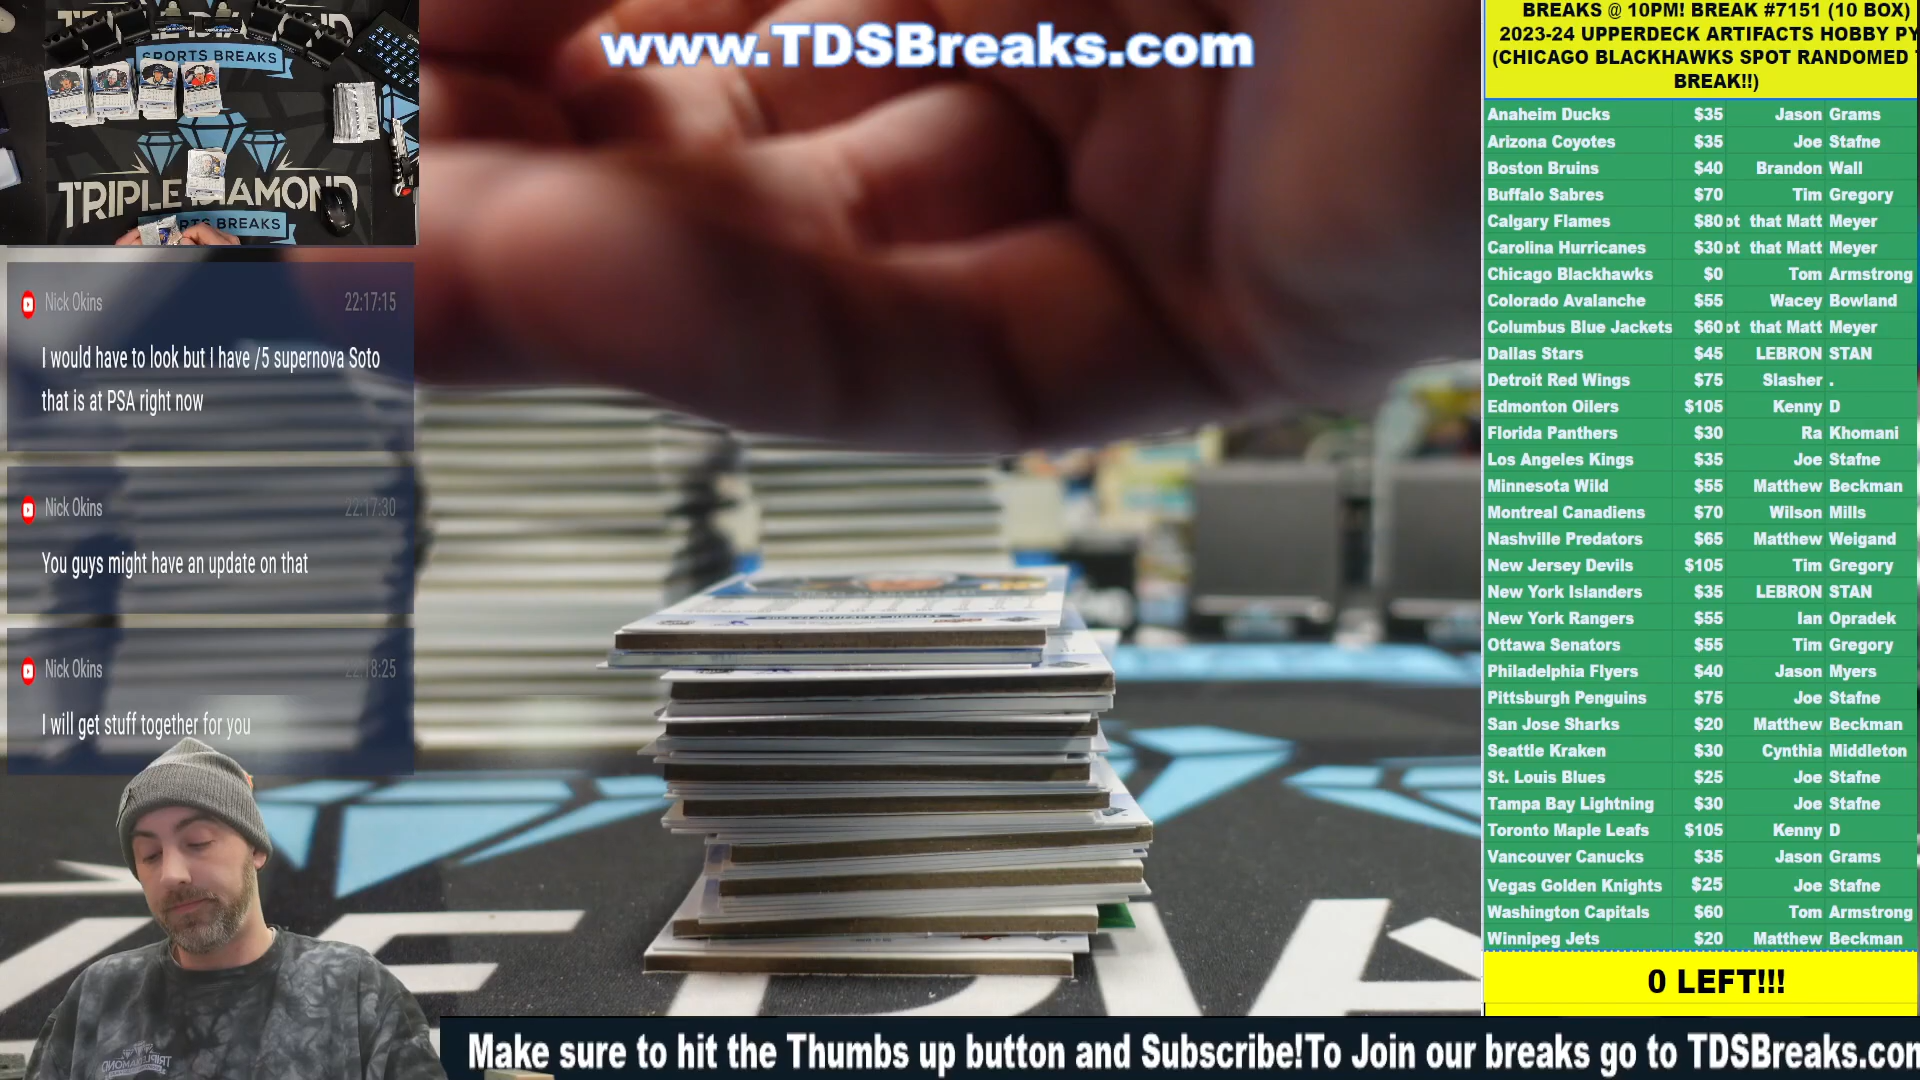 www.TDSBreaks.com
SPORTS BREAKS
TRIPLE DIAMOND
RTS BREAKS
Nick Okins 22:17:15
I would have to look but I have /5 supernova Soto
that is at PSA right now
Nick Okins 22:17:30
You guys might have an update on that
Nick Okins 22:18:25
I will get stuff together for you
BREAKS @ 10PM! BREAK #7151 (10 BOX)
2023-24 UPPERDECK ARTIFACTS HOBBY PY
(CHICAGO BLACKHAWKS SPOT RANDOMED
BREAK!!)
Anaheim Ducks $35 Jason Grams
Arizona Coyotes $35 Joe Stafne
Boston Bruins $40 Brandon Wall
Buffalo Sabres $70 Tim Gregory
Calgary Flames $80 ot that Matt Meyer
Carolina Hurricanes $30 ot that Matt Meyer
Chicago Blackhawks $0 Tom Armstrong
Colorado Avalanche $55 Wacey Bowland
Columbus Blue Jackets $60 ot that Matt Meyer
Dallas Stars $45 LEBRON STAN
Detroit Red Wings $75 Slasher .
Edmonton Oilers $105 Kenny D
Florida Panthers $30 Ra Khomani
Los Angeles Kings $35 Joe Stafne
Minnesota Wild $55 Matthew Beckman
Montreal Canadiens $70 Wilson Mills
Nashville Predators $65 Matthew Weigand
New Jersey Devils $105 Tim Gregory
New York Islanders $35 LEBRON STAN
New York Rangers $55 Ian Opradek
Ottawa Senators $55 Tim Gregory
Philadelphia Flyers $40 Jason Myers
Pittsburgh Penguins $75 Joe Stafne
San Jose Sharks $20 Matthew Beckman
Seattle Kraken $30 Cynthia Middleton
St. Louis Blues $25 Joe Stafne
Tampa Bay Lightning $30 Joe Stafne
Toronto Maple Leafs $105 Kenny D
Vancouver Canucks $35 Jason Grams
Vegas Golden Knights $25 Joe Stafne
Washington Capitals $60 Tom Armstrong
Winnipeg Jets $20 Matthew Beckman
0 LEFT!!!
Make sure to hit the Thumbs up button and Subscribe!To Join our breaks go to TDSBreaks.com